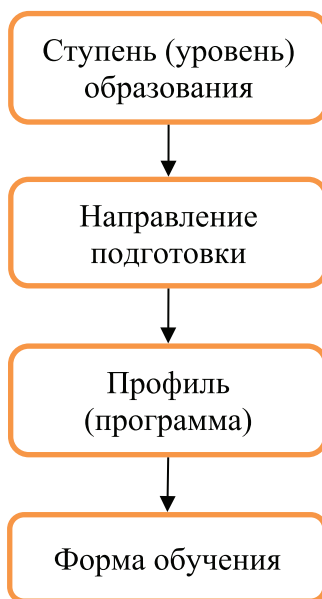 Ступень (уровень)
образования
Направление
подготовки
Профиль
(программа)
Форма обучения